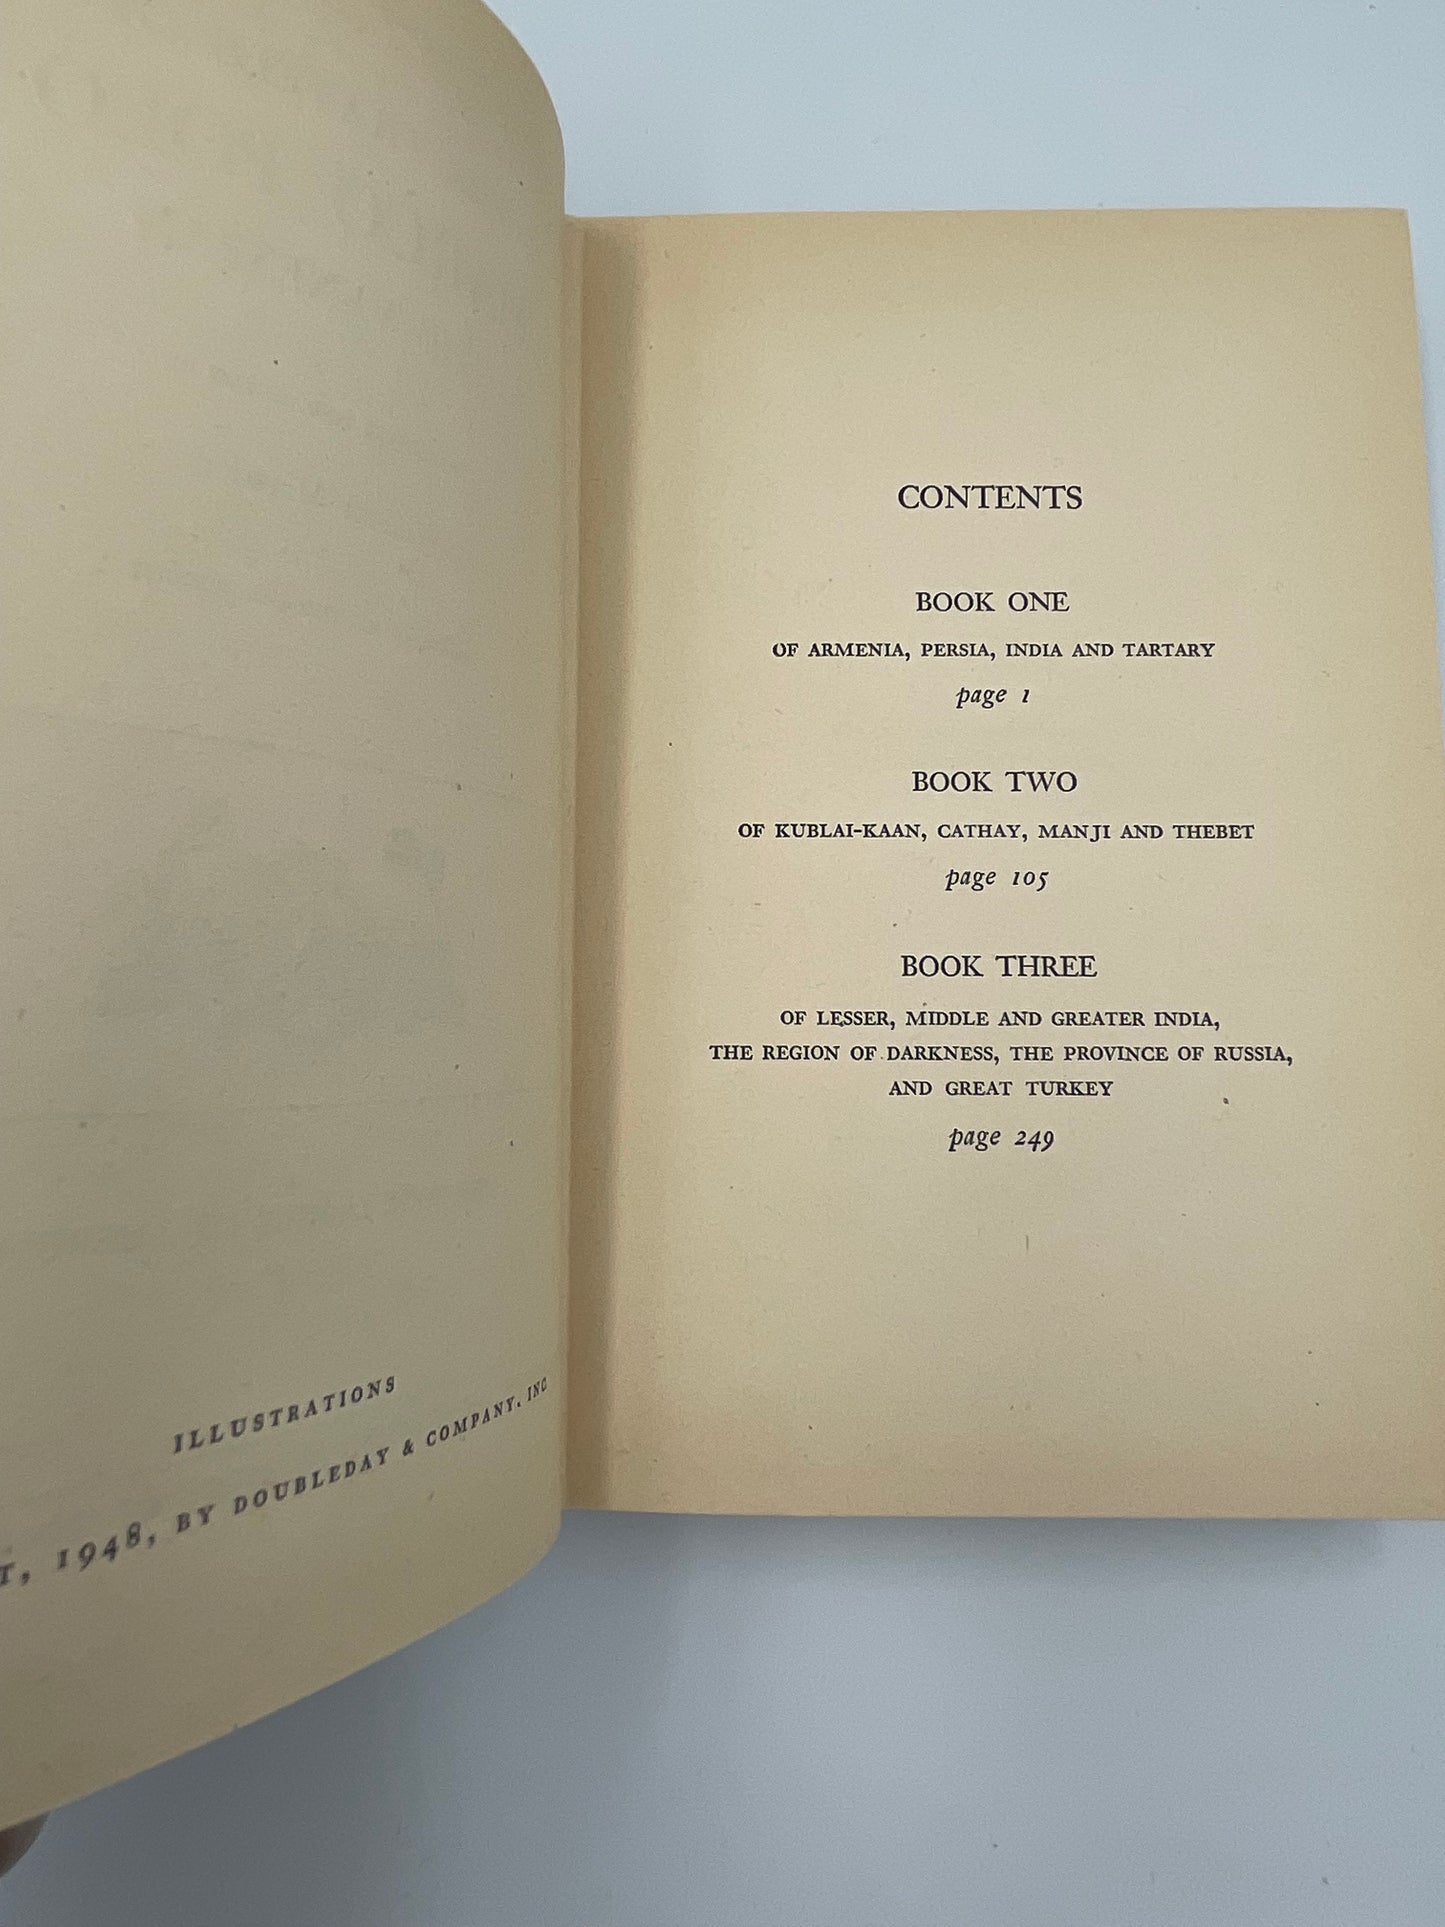 ILLUSTRATIONS
T, 1948, BY DOUBLEDAY & COMPANY, INC
CONTENTS
BOOK ONE
OF ARMENIA, PERSIA, INDIA AND TARTARY
page 1
BOOK TWO
OF KUBLAI-KAAN, CATHAY, MANJI AND THEBET
page 105
BOOK THREE
OF LESSER, MIDDLE AND GREATER INDIA,
THE REGION OF DARKNESS, THE PROVINCE OF RUSSIA,
AND GREAT TURKEY
page 249